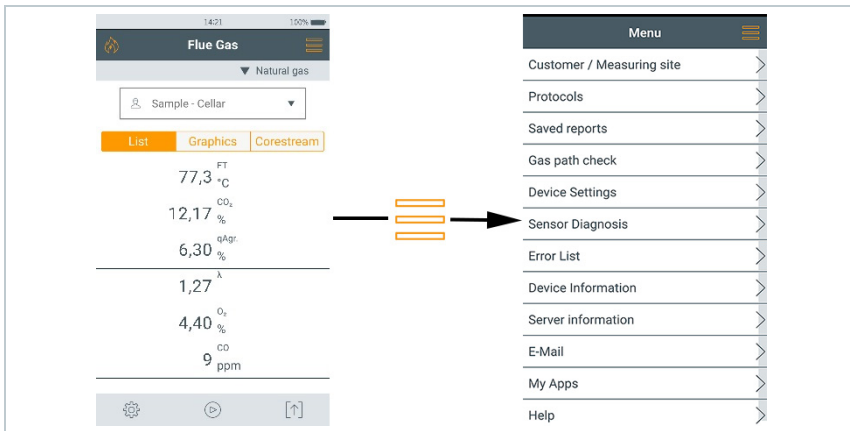 14:21 100%
Flue Gas
▼ Natural gas
Sample - Cellar ▼
List Graphics Corestream
77,3 FT °C
12,17 CO₂ %
6,30 qAgr. %
1,27 λ
4,40 O₂ %
9 CO ppm
Menu
Customer / Measuring site
Protocols
Saved reports
Gas path check
Device Settings
Sensor Diagnosis
Error List
Device Information
Server information
E-Mail
My Apps
Help